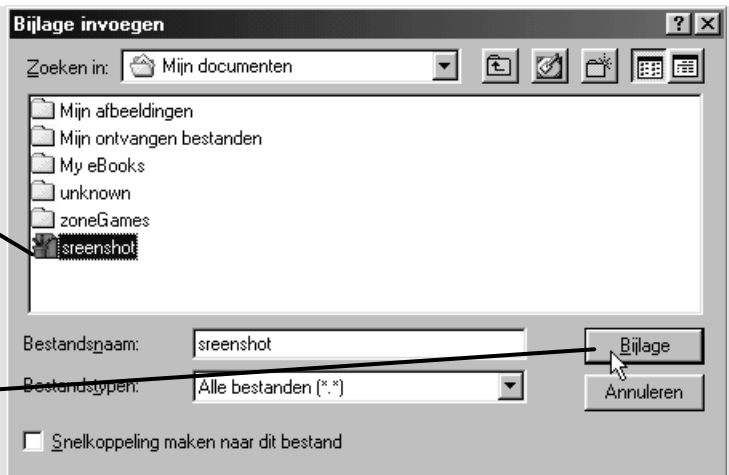 Bijlage invoegen
Zoeken in: Mijn documenten
Mijn afbeeldingen
Mijn ontvangen bestanden
My eBooks
unknown
zoneGames
sreenshot
Bestandsnaam: sreenshot Bijlage
Bestandstypen: Alle bestanden (*.*) Annuleren
Snelkoppeling maken naar dit bestand